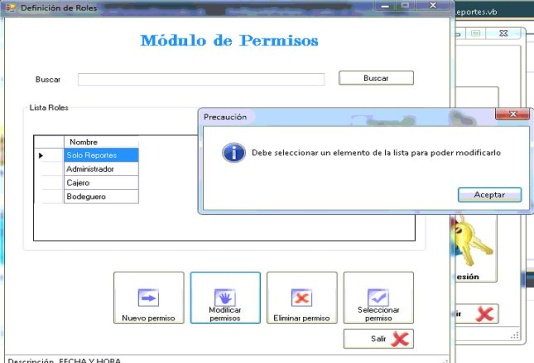 Definición de Roles
eportes.vb
Módulo de Permisos
Buscar
Buscar
Lista Roles
Precaución
Nombre
Solo Reportes
Administrador
Cajero
Bodeguero
Debe seleccionar un elemento de la lista para poder modificarlo
Aceptar
esión
Nuevo permiso
Modificar permisos
Eliminar permiso
Seleccionar permiso
ir
Salir
Descripción FECHA Y HORA